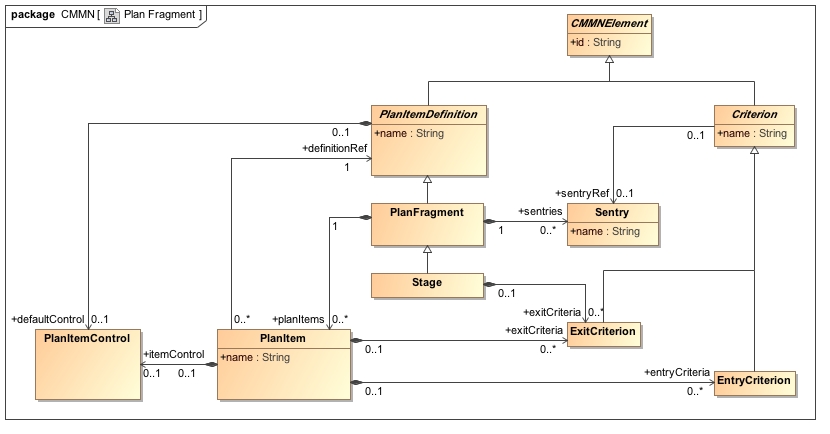 package CMMN [ Plan Fragment ]
CMMNElement
+id : String
PlanItemDefinition
+name : String
Criterion
+name : String
0..1
0..1
+definitionRef
1
+sentryRef 0..1
PlanFragment
1
+sentries
1
0..*
Sentry
+name : String
Stage
0..1
+exitCriteria 0..*
+defaultControl 0..1
0..*
+planItems 0..*
+exitCriteria
ExitCriterion
PlanItemControl
PlanItem
+name : String
0..1
0..*
+itemControl
0..1 0..1
0..1
+entryCriteria
0..*
EntryCriterion